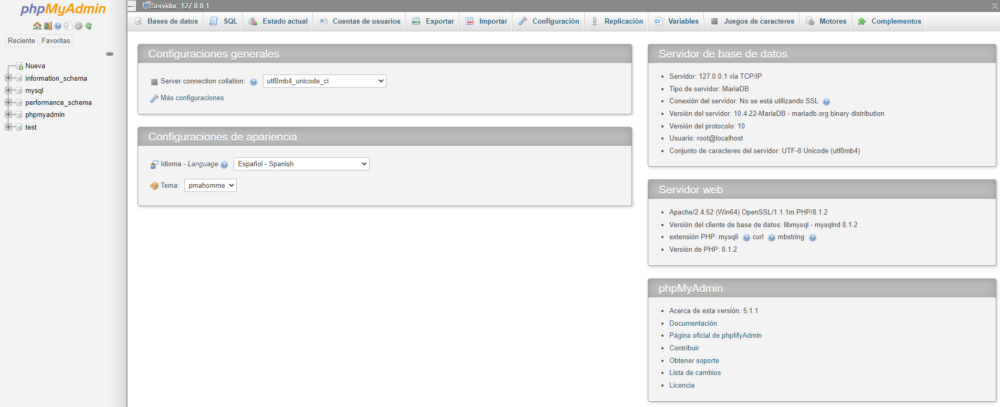 phpMyAdmin
Reciente Favoritas
Nueva
information_schema
mysql
performance_schema
phpmyadmin
test
Servidor: 127.0.0.1
Bases de datos SQL Estado actual Cuentas de usuarios Exportar Importar Configuración Replicación Variables Juegos de caracteres Motores Complementos
Configuraciones generales
Server connection collation: utf8mb4_unicode_ci
Más configuraciones
Configuraciones de apariencia
Idioma - Language Español - Spanish
Tema: pmahomme
Servidor de base de datos
Servidor: 127.0.0.1 via TCP/IP
Tipo de servidor: MariaDB
Conexión del servidor: No se está utilizando SSL
Versión del servidor: 10.4.22-MariaDB - mariadb.org binary distribution
Versión del protocolo: 10
Usuario: root@localhost
Conjunto de caracteres del servidor: UTF-8 Unicode (utf8mb4)
Servidor web
Apache/2.4.52 (Win64) OpenSSL/1.1.1m PHP/8.1.2
Versión del cliente de base de datos: libmysql - mysqlnd 8.1.2
extensión PHP: mysqli curl mbstring
Versión de PHP: 8.1.2
phpMyAdmin
Acerca de esta versión: 5.1.1
Documentación
Página oficial de phpMyAdmin
Contribuir
Obtener soporte
Lista de cambios
Licencia